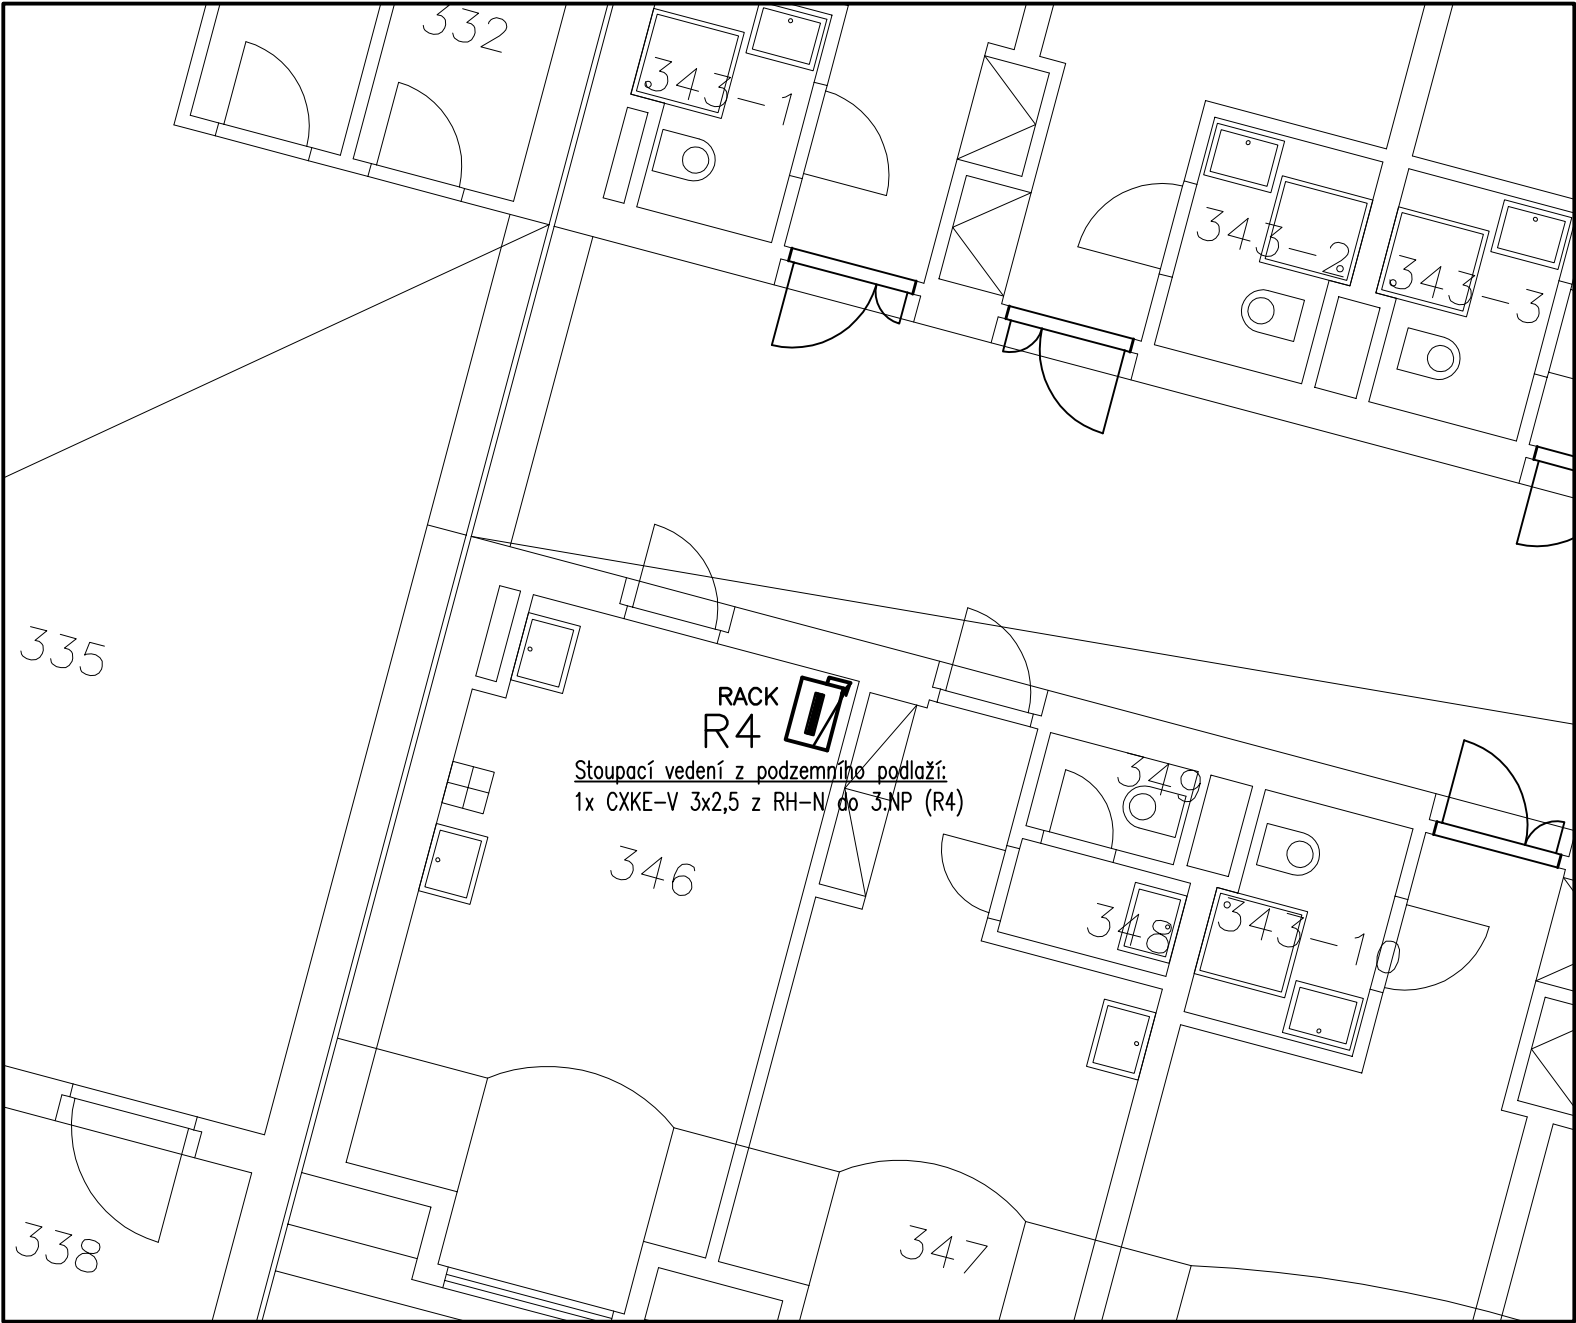 332
343-1
343-2
343-3
335
RACK
R4
Stoupací vedení z podzemního podlaží:
1x CXKE-V 3x2,5 z RH-N do 3.NP (R4)
349
346
348
343-10
338
347